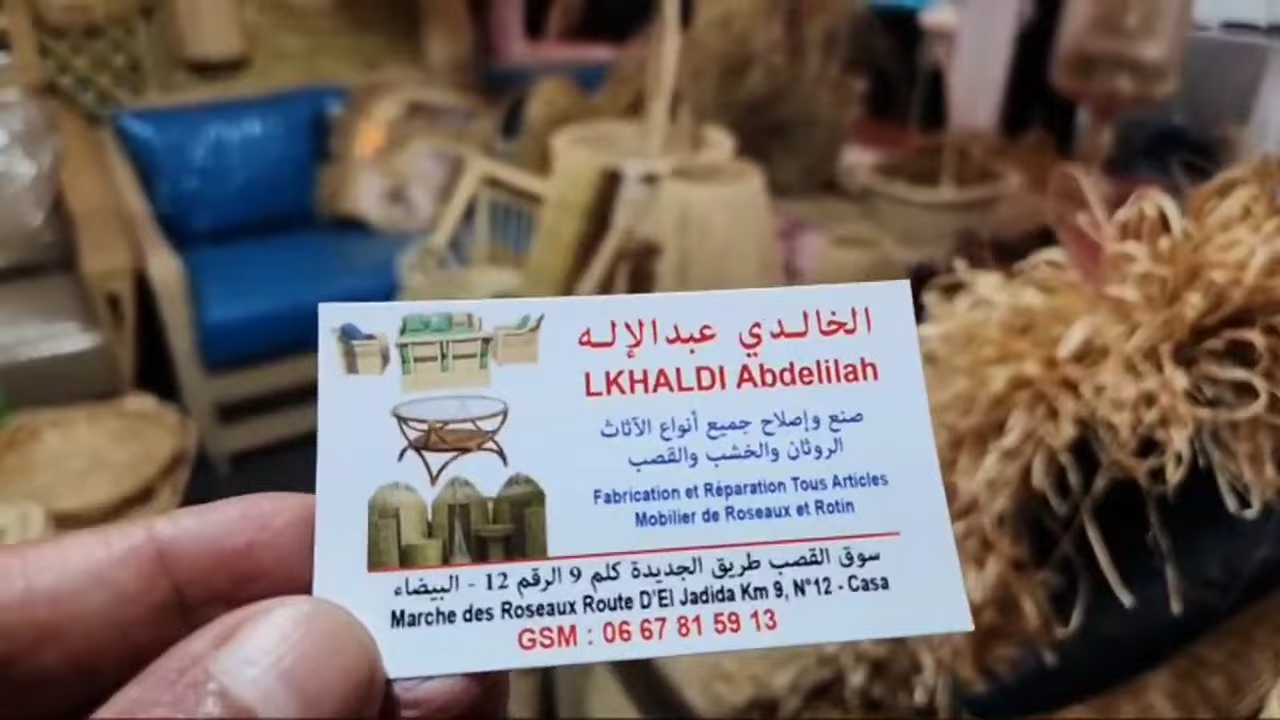 الخالدي عبدالإله
LKHALDI Abdelilah
صنع وإصلاح جميع أنواع الآثاث
الروثان والخشب والقصب
Fabrication et Réparation Tous Articles
Mobilier de Roseaux et Rotin
سوق القصب طريق الجديدة كلم 9 الرقم 12 - البيضاء
Marche des Roseaux Route D'El Jadida Km 9, N°12 - Casa
GSM : 06 67 81 59 13